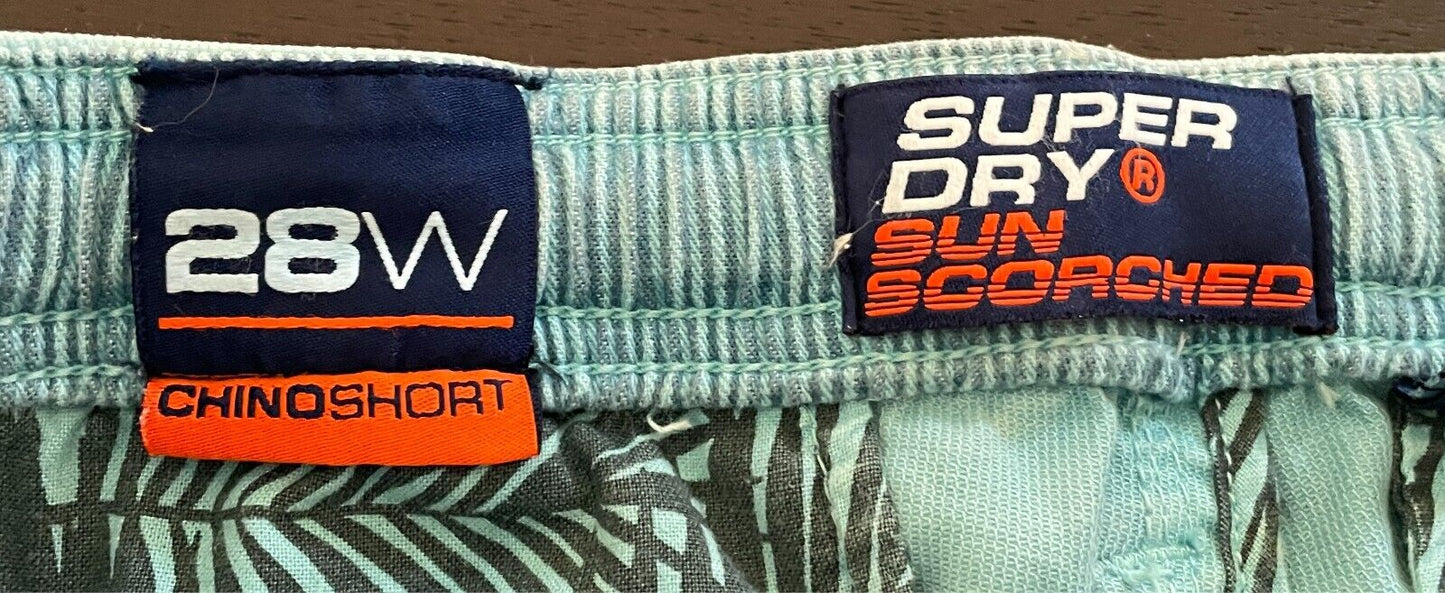 28W
CHINOSHORT
SUPER
DRY®
SUN
SCORCHED